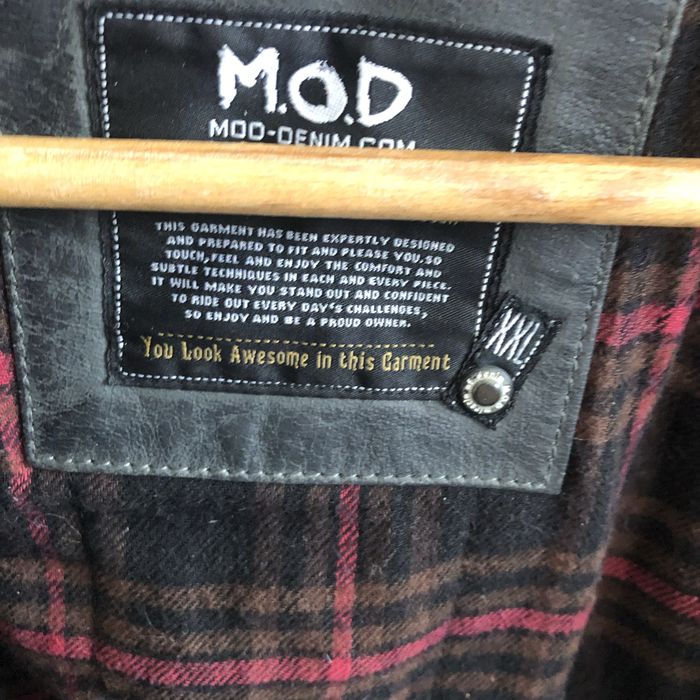 M.O.D
MOD-DENIM.COM
THIS GARMENT HAS BEEN EXPERTLY DESIGNED
AND PREPARED TO FIT AND PLEASE YOU.SO
TOUCH,FEEL AND ENJOY THE COMFORT AND
SUBTLE TECHNIQUES IN EACH AND EVERY PIECE.
IT WILL MAKE YOU STAND OUT AND CONFIDENT
TO RIDE OUT EVERY DAY'S CHALLENGES,
SO ENJOY AND BE A PROUD OWNER.
You Look Awesome in this Garment
XXL